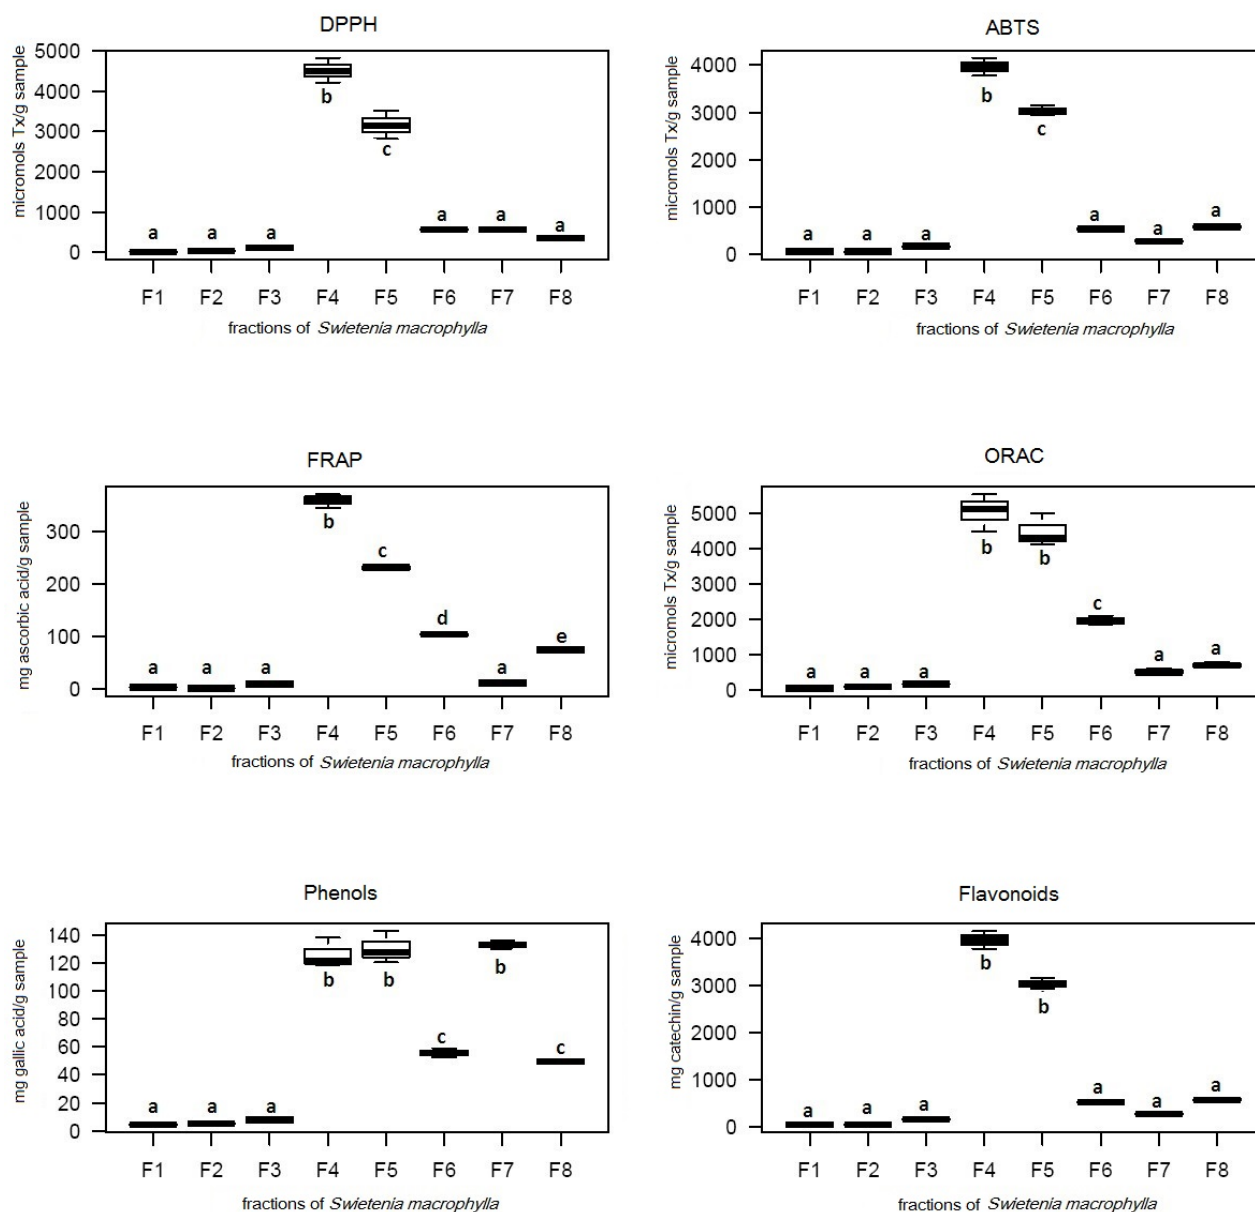 DPPH
micromols Tx/g sample
5000
4000
3000
2000
1000
0
a a a b c a a a
F1 F2 F3 F4 F5 F6 F7 F8
fractions of Swietenia macrophylla
ABTS
micromols Tx/g sample
4000
3000
2000
1000
0
a a a b c a a a
F1 F2 F3 F4 F5 F6 F7 F8
fractions of Swietenia macrophylla
FRAP
mg ascorbic acid/g sample
300
200
100
0
a a a b c d a e
F1 F2 F3 F4 F5 F6 F7 F8
fractions of Swietenia macrophylla
ORAC
micromols Tx/g sample
5000
4000
3000
2000
1000
0
a a a b b c a a
F1 F2 F3 F4 F5 F6 F7 F8
fractions of Swietenia macrophylla
Phenols
mg gallic acid/g sample
140
120
100
80
60
40
20
0
a a a b b c b c
F1 F2 F3 F4 F5 F6 F7 F8
fractions of Swietenia macrophylla
Flavonoids
mg catechin/g sample
4000
3000
2000
1000
0
a a a b b a a a
F1 F2 F3 F4 F5 F6 F7 F8
fractions of Swietenia macrophylla